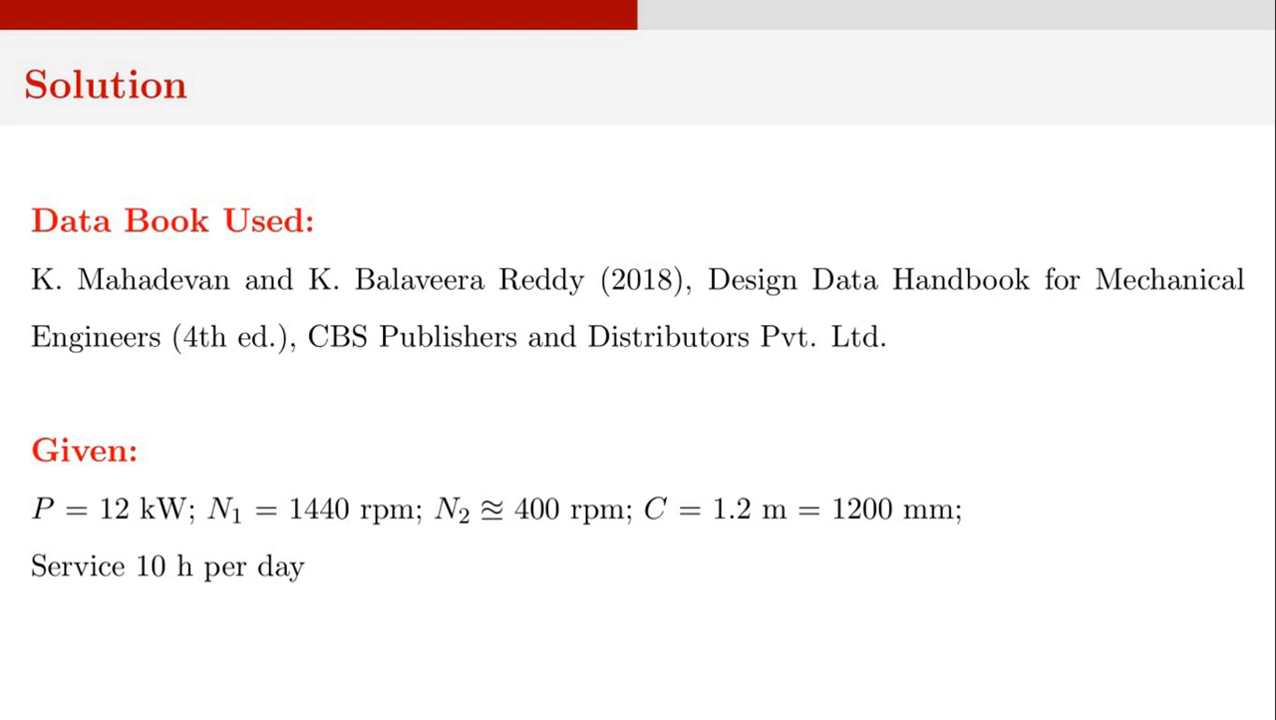 Solution
Data Book Used:
K. Mahadevan and K. Balaveera Reddy (2018), Design Data Handbook for Mechanical
Engineers (4th ed.), CBS Publishers and Distributors Pvt. Ltd.
Given:
P = 12 kW; N₁ = 1440 rpm; N₂ ≅ 400 rpm; C = 1.2 m = 1200 mm;
Service 10 h per day